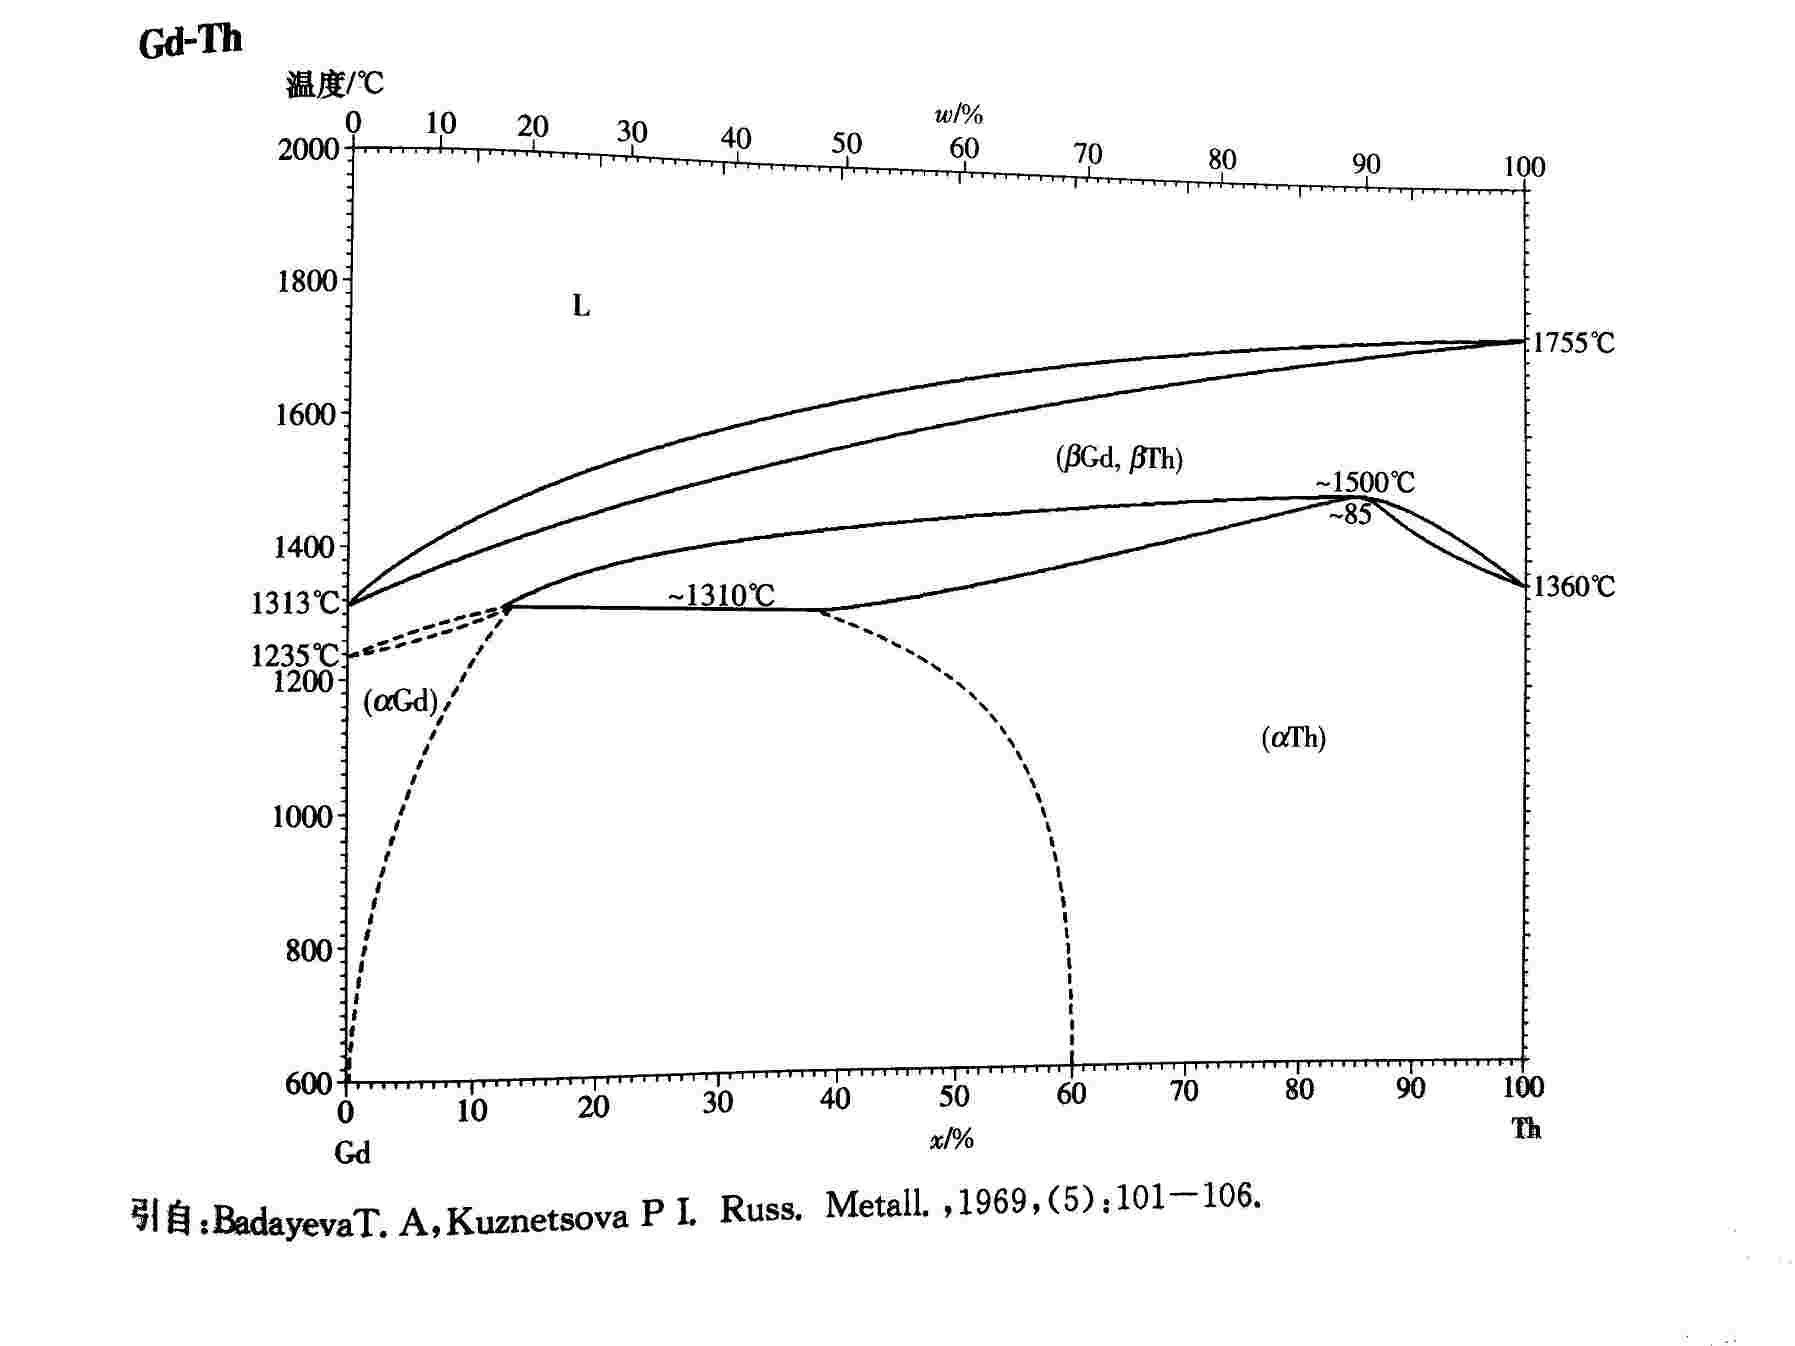 Gd-Th
温度/℃
w/%
0 10 20 30 40 50 60 70 80 90 100
2000
1800
L
1755℃
1600
(βGd, βTh)
~1500℃
~85
1400
1313℃
~1310℃
1360℃
1235℃
1200
(αGd)
(αTh)
1000
800
600
0 10 20 30 40 50 60 70 80 90 100
Gd
x/%
Th
引自:BadayevaT. A,Kuznetsova P I. Russ. Metall. ,1969,(5):101—106.